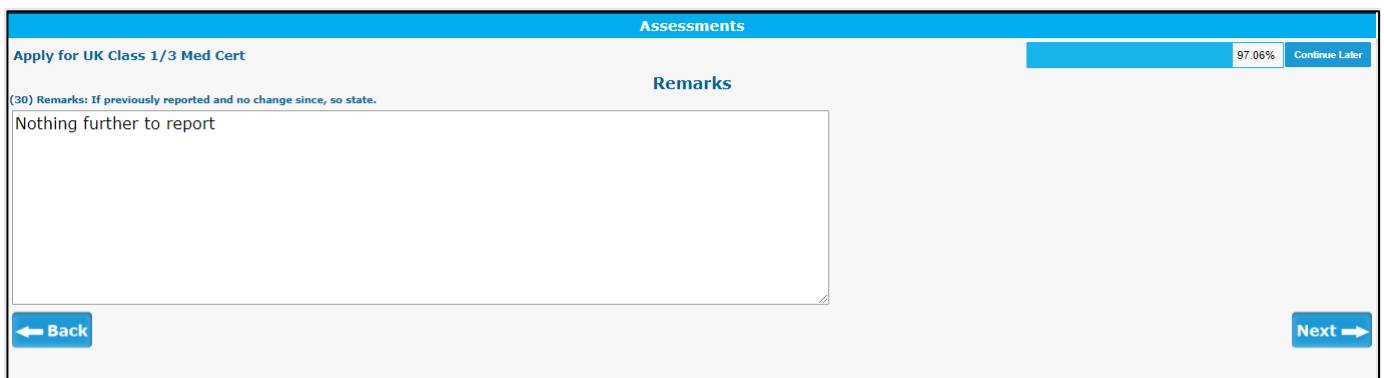 Assessments
Apply for UK Class 1/3 Med Cert
97.06%
Continue Later
Remarks
(30) Remarks: If previously reported and no change since, so state.
Nothing further to report
Back
Next